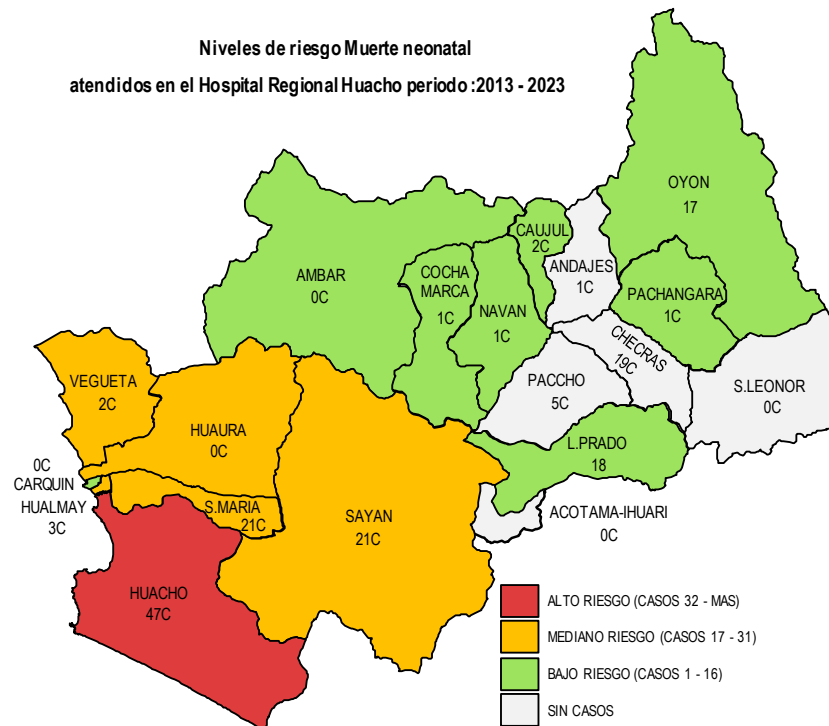 Niveles de riesgo Muerte neonatal
atendidos en el Hospital Regional Huacho periodo :2013 - 2023
OYON
17
CAUJUL
2C
ANDAJES
1C
AMBAR
0C
COCHA
MARCA
1C
NAVAN
1C
PACHANGARA
1C
CHECRAS
19C
VEGUETA
2C
PACCHO
5C
S.LEONOR
0C
HUAURA
0C
L.PRADO
18
0C
CARQUIN
HUALMAY
3C
S.MARIA
21C
SAYAN
21C
ACOTAMA-IHUARI
0C
HUACHO
47C
ALTO RIESGO (CASOS 32 - MAS)
MEDIANO RIESGO (CASOS 17 - 31)
BAJO RIESGO (CASOS 1 - 16)
SIN CASOS